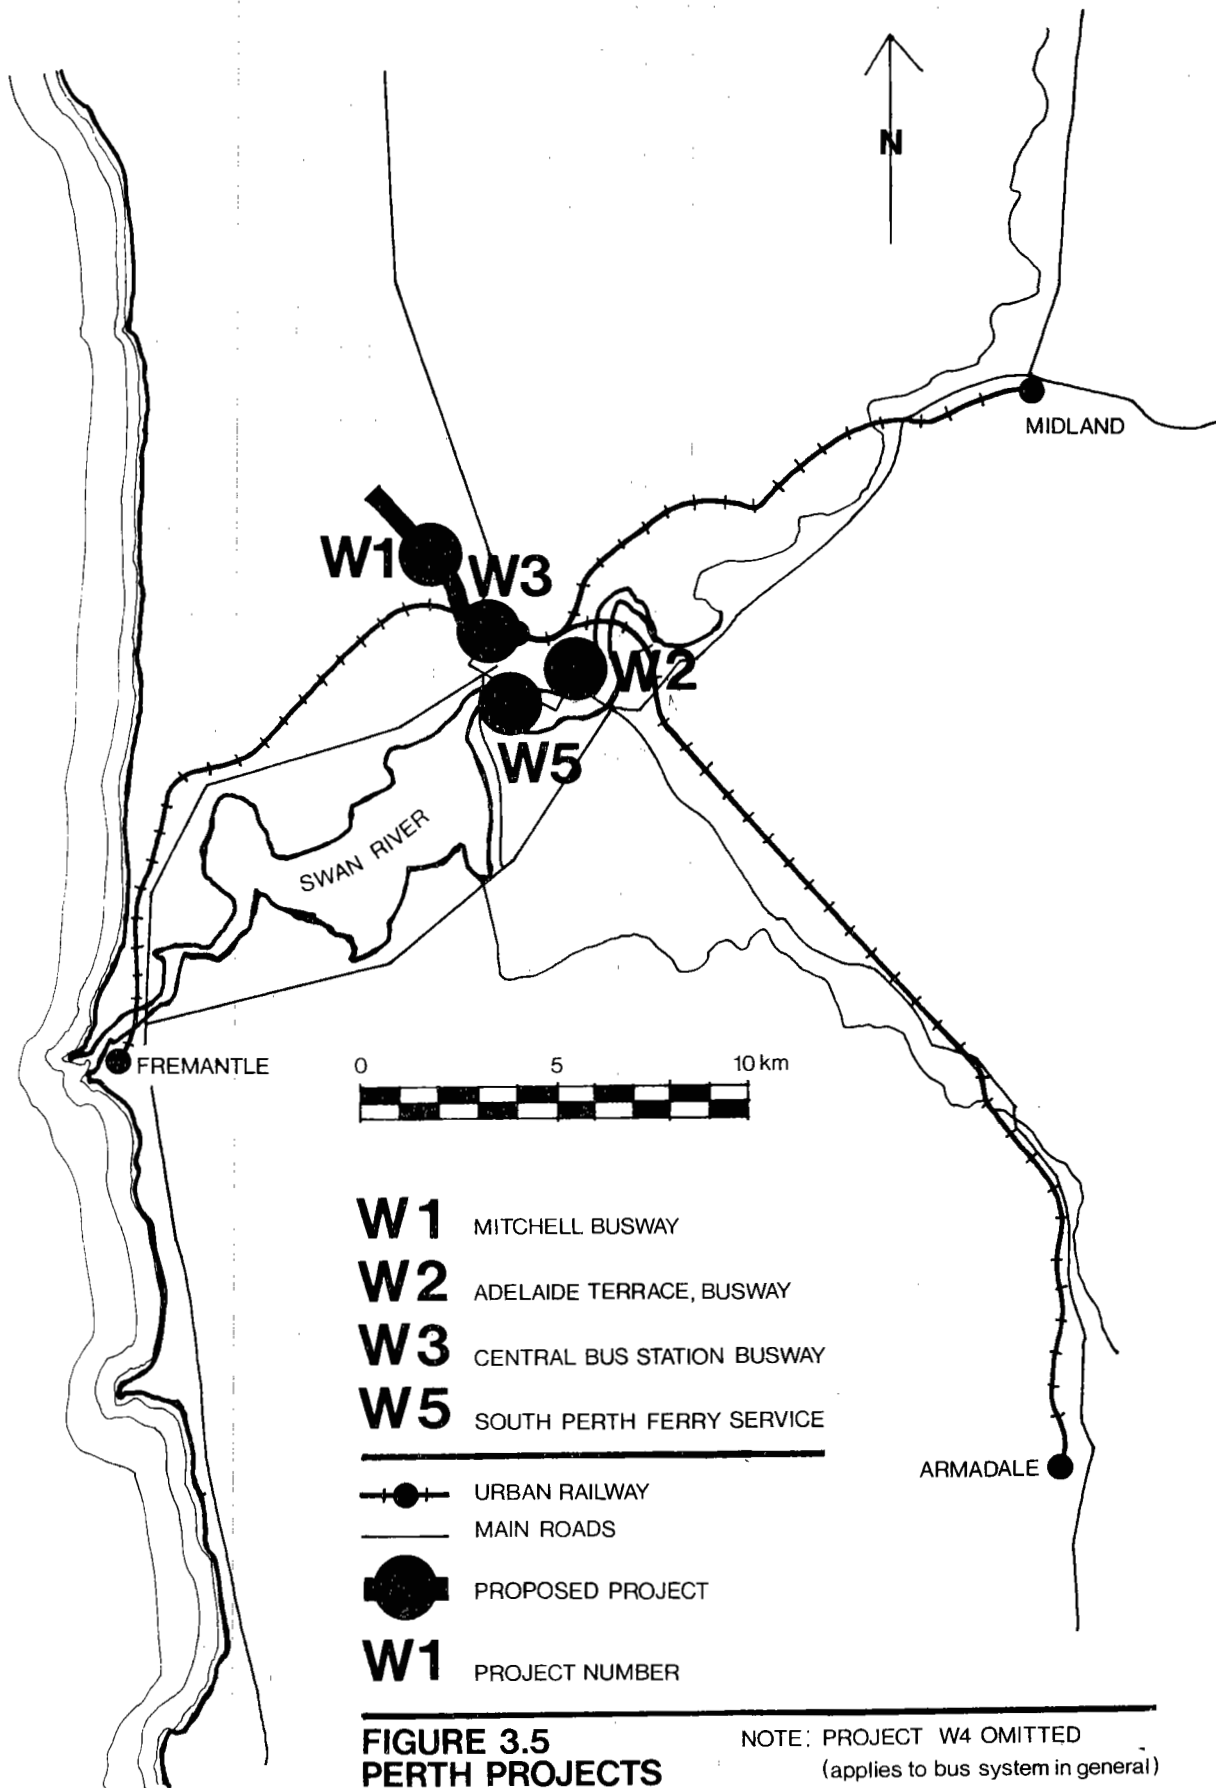 N
MIDLAND
W1
W3
W2
W5
SWAN RIVER
FREMANTLE
0 5 10 km
W1 MITCHELL BUSWAY
W2 ADELAIDE TERRACE, BUSWAY
W3 CENTRAL BUS STATION BUSWAY
W5 SOUTH PERTH FERRY SERVICE
ARMADALE
URBAN RAILWAY
MAIN ROADS
PROPOSED PROJECT
W1 PROJECT NUMBER
FIGURE 3.5
PERTH PROJECTS
NOTE: PROJECT W4 OMITTED
(applies to bus system in general)